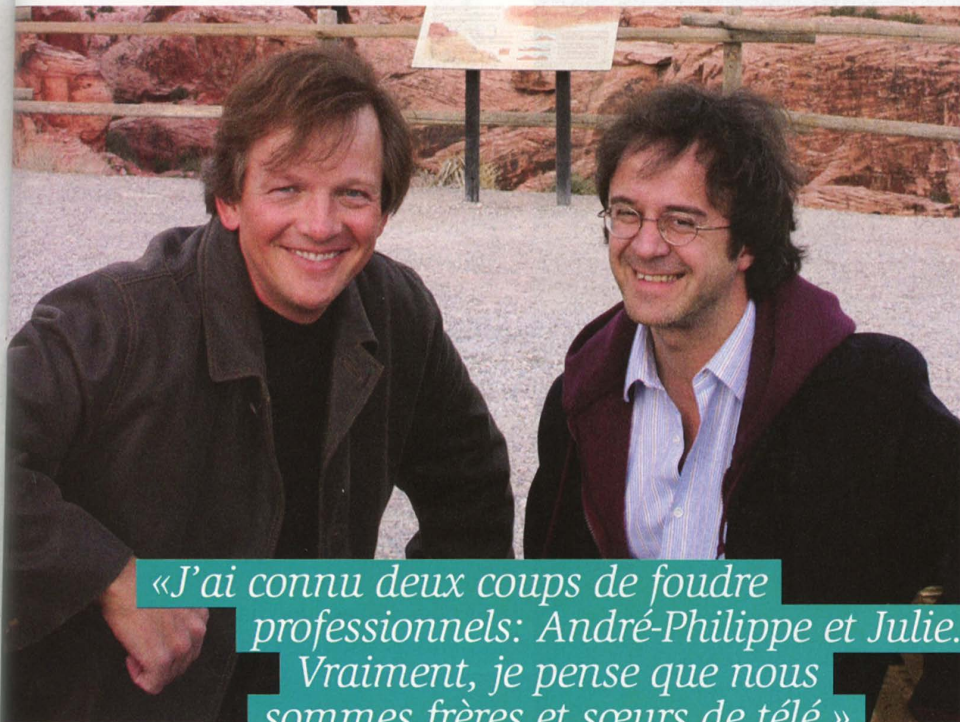 «J'ai connu deux coups de foudre
professionnels: André-Philippe et Julie.
Vraiment, je pense que nous
sommes frères et sœurs de télé.»